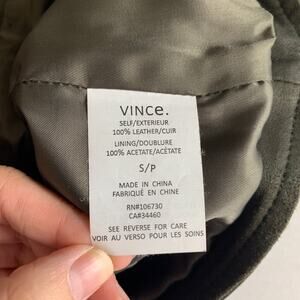 VINCE.
SELF/EXTERIEUR
100% LEATHER/CUIR
LINING/DOUBLURE
100% ACETATE/ACETATE
S/P
MADE IN CHINA
FABRIQUÉ EN CHINE
RN#106730
CA#34460
SEE REVERSE FOR CARE
VOIR AU VERSO POUR LES SOINS